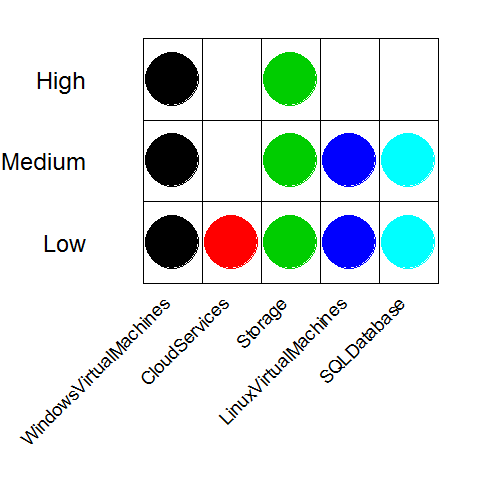 High
Medium
Low
WindowsVirtualMachines
CloudServices
Storage
LinuxVirtualMachines
SQLDatabase